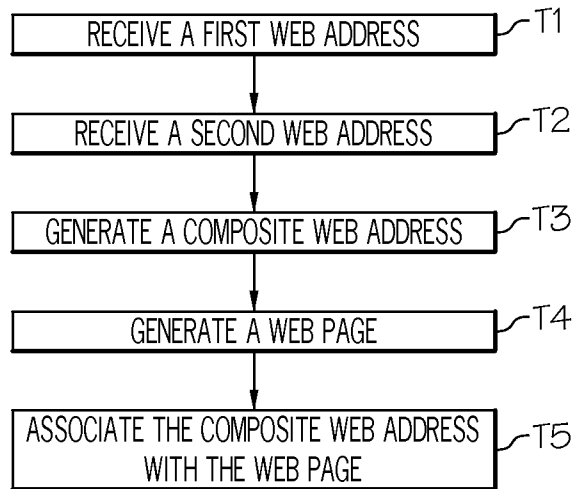 RECEIVE A FIRST WEB ADDRESS T1
RECEIVE A SECOND WEB ADDRESS T2
GENERATE A COMPOSITE WEB ADDRESS T3
GENERATE A WEB PAGE T4
ASSOCIATE THE COMPOSITE WEB ADDRESS
WITH THE WEB PAGE T5